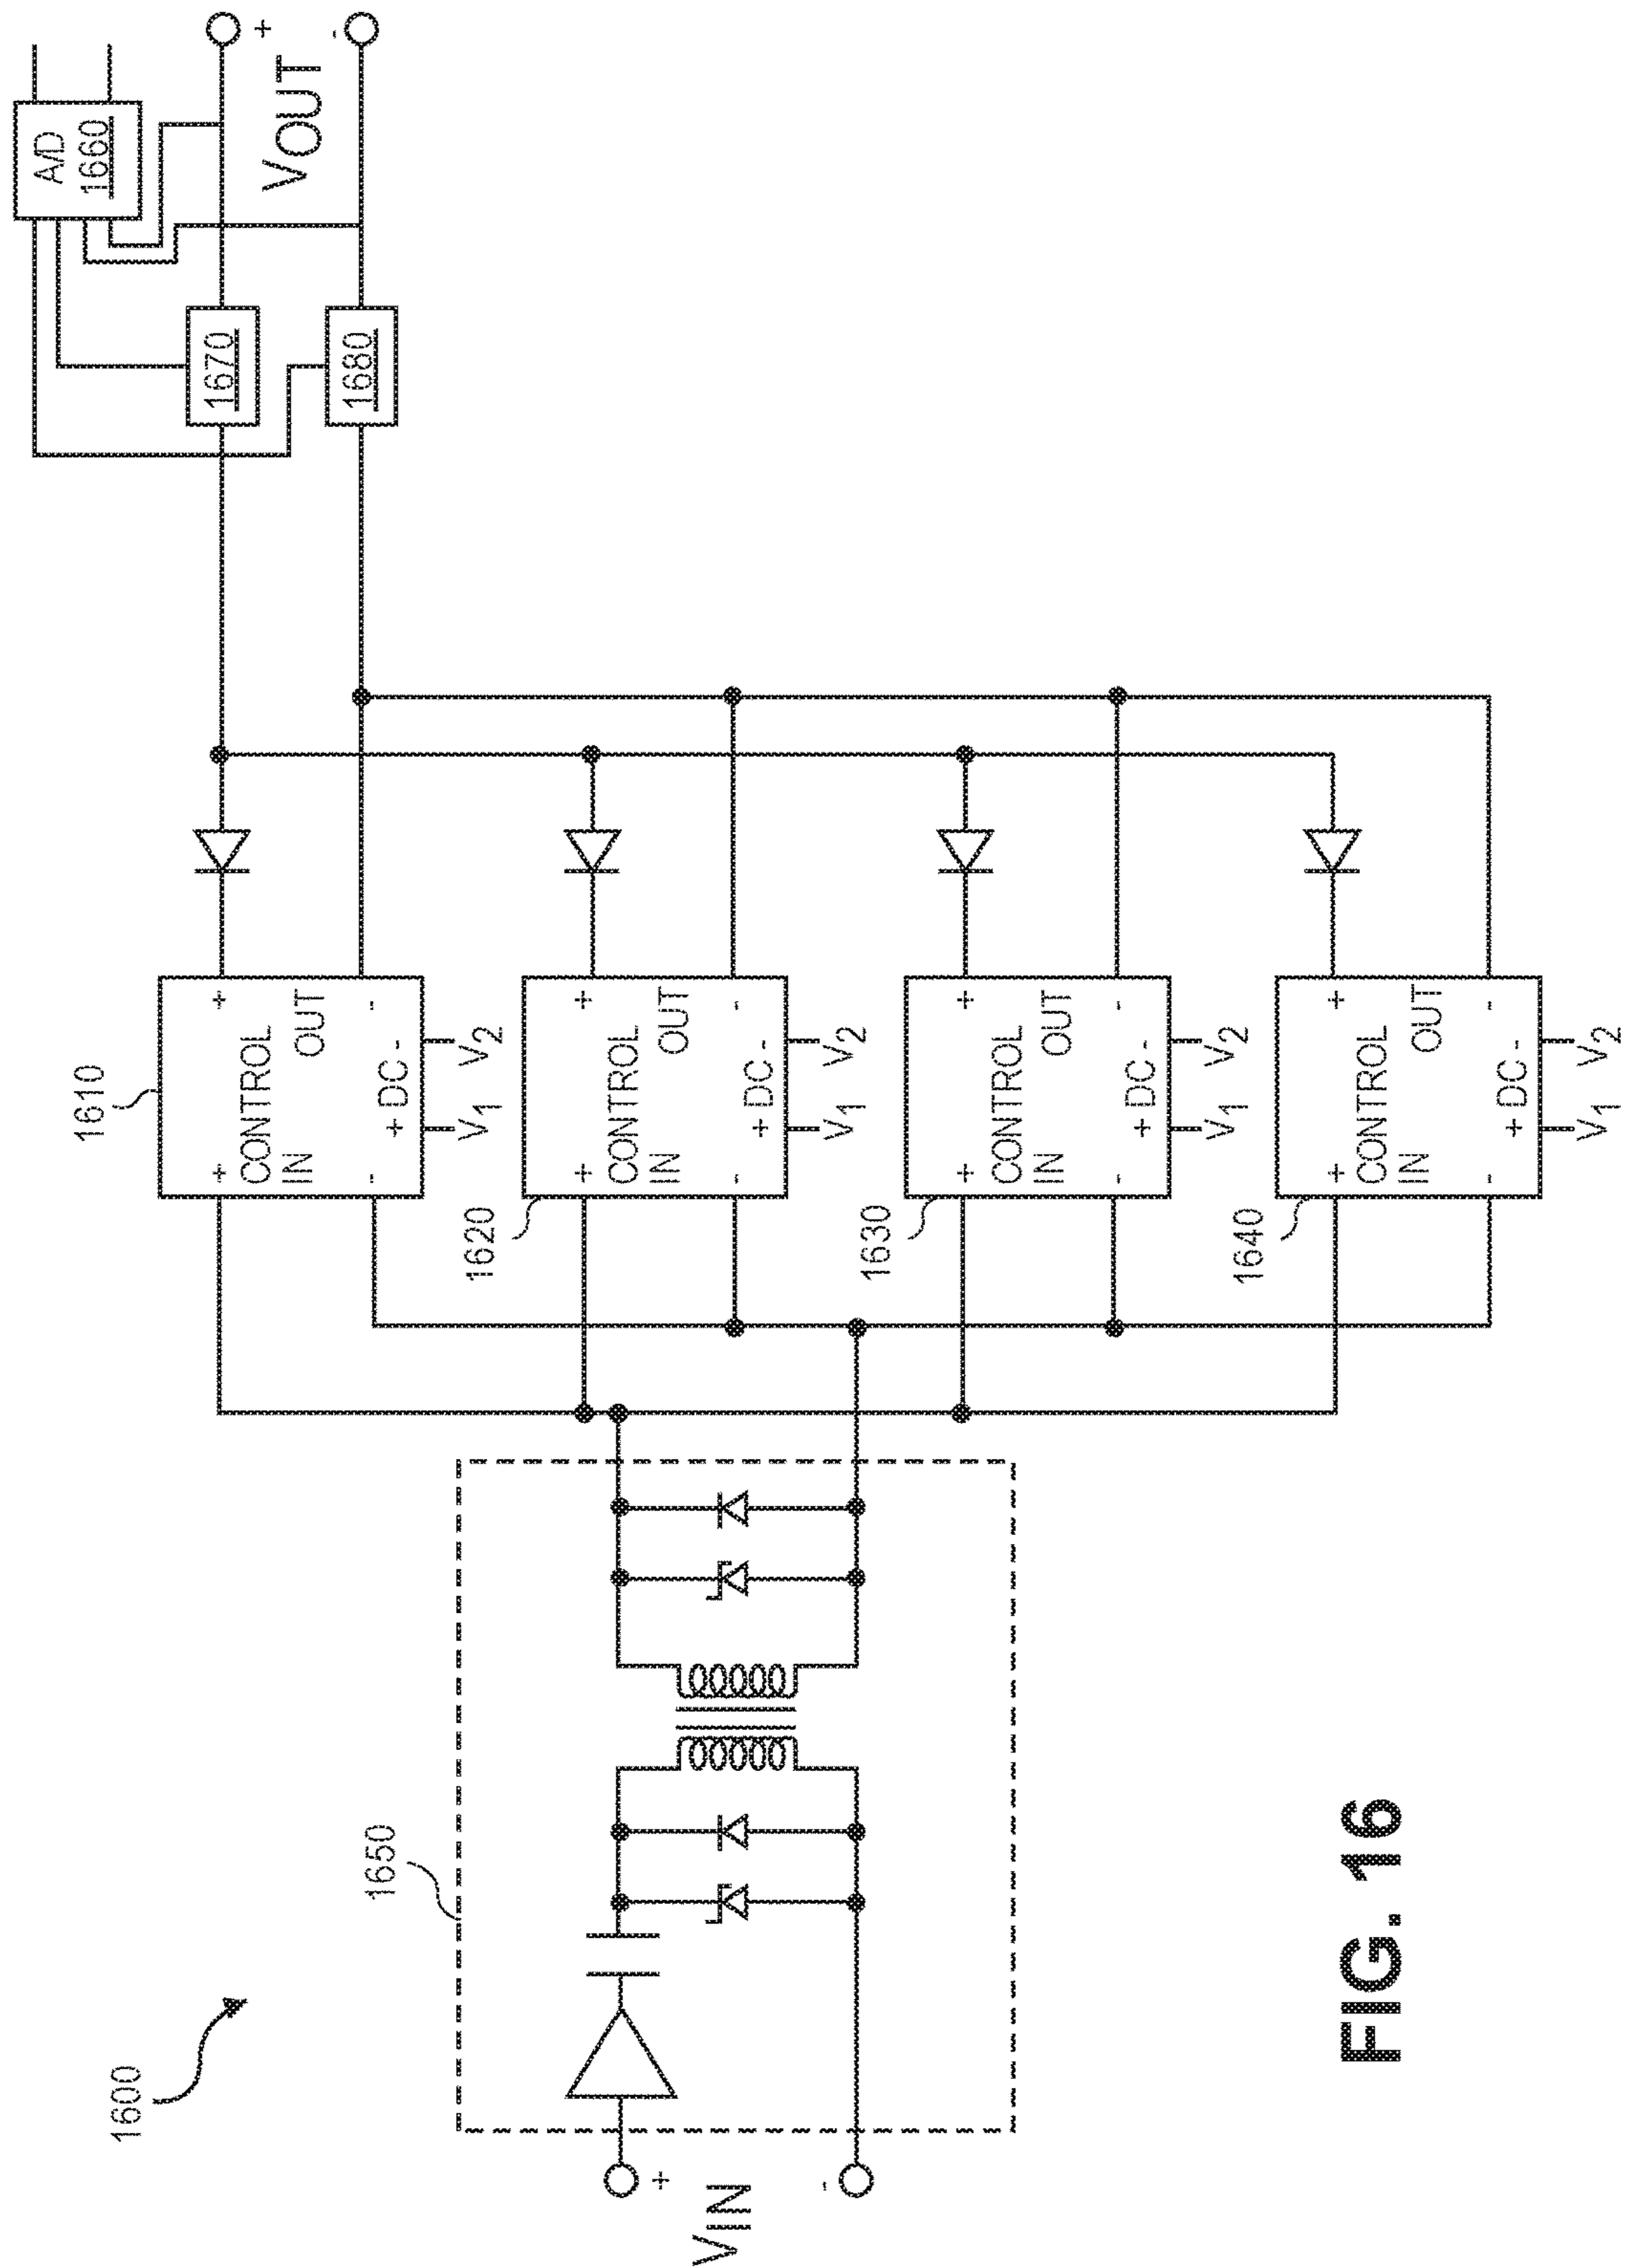 1600
1650
VIN
+
-
1610
+
+
CONTROL
IN
OUT
-
-
+ DC -
V1
V2
1620
+
+
CONTROL
IN
OUT
-
-
+ DC -
V1
V2
1630
+
+
CONTROL
IN
OUT
-
-
+ DC -
V1
V2
1640
+
+
CONTROL
IN
OUT
-
-
+ DC -
V1
V2
A/D
1660
1670
1680
+
VOUT
-
FIG. 16